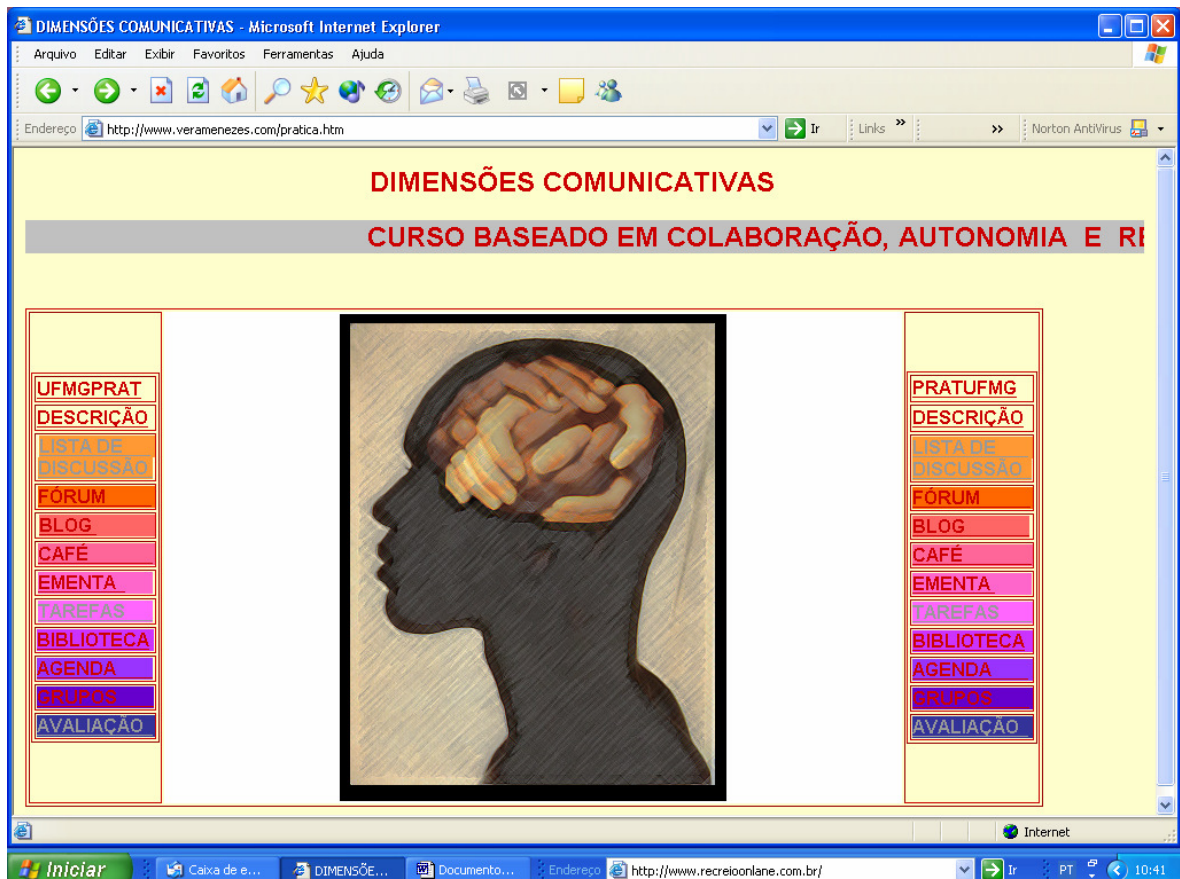 DIMENSÕES COMUNICATIVAS - Microsoft Internet Explorer
Arquivo Editar Exibir Favoritos Ferramentas Ajuda
Endereço http://www.veramenezes.com/pratica.htm Ir Links » » Norton AntiVirus
DIMENSÕES COMUNICATIVAS
CURSO BASEADO EM COLABORAÇÃO, AUTONOMIA E RE
UFMGPRAT
DESCRIÇÃO
LISTA DE
DISCUSSÃO
FÓRUM
BLOG
CAFÉ
EMENTA
TAREFAS
BIBLIOTECA
AGENDA
GRUPOS
AVALIAÇÃO
PRATUFMG
DESCRIÇÃO
LISTA DE
DISCUSSÃO
FÓRUM
BLOG
CAFÉ
EMENTA
TAREFAS
BIBLIOTECA
AGENDA
GRUPOS
AVALIAÇÃO
Internet
Iniciar Caixa de e... DIMENSÕE... Documento... Endereço http://www.recreioonlane.com.br/ Ir PT 10:41